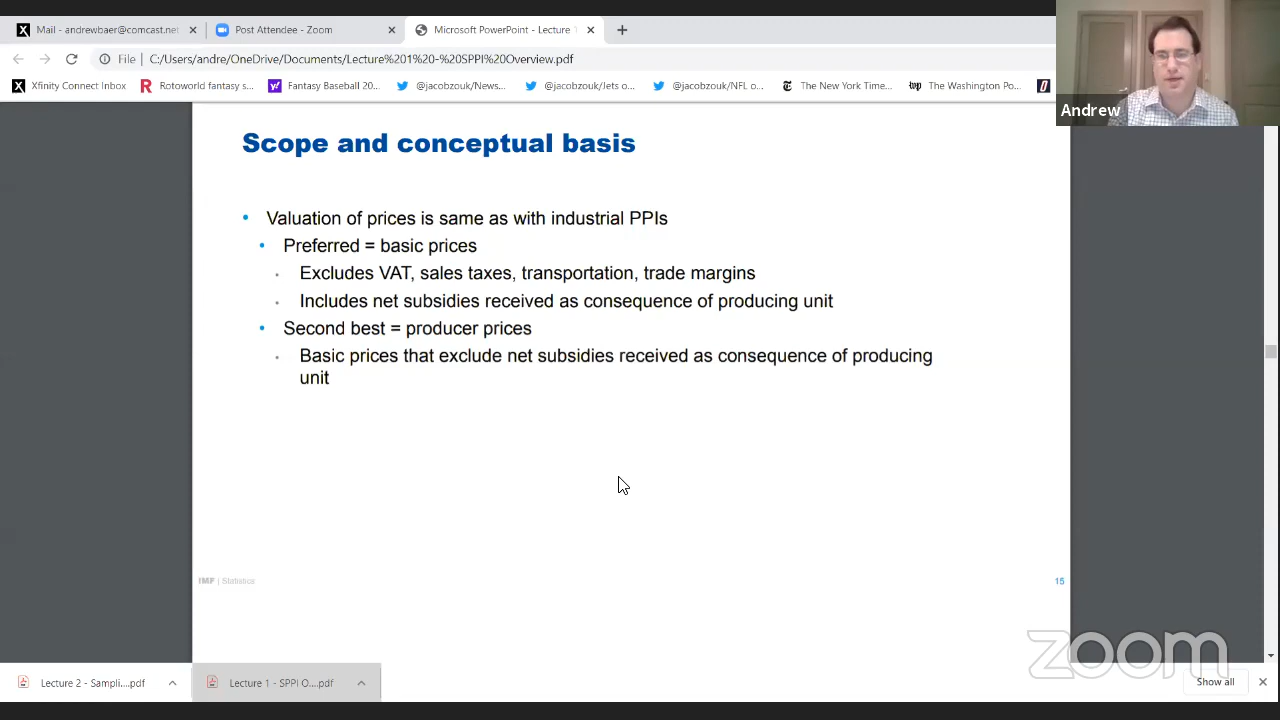 Mail - andrewbaer@comcast.net
Post Attendee - Zoom
Microsoft PowerPoint - Lecture 1
File | C:/Users/andre/OneDrive/Documents/Lecture%201%20-%20SPPI%20Overview.pdf
Xfinity Connect Inbox
Rotoworld fantasy s...
Fantasy Baseball 20...
@jacobzouk/News...
@jacobzouk/Jets o...
@jacobzouk/NFL o...
The New York Time...
The Washington Po...
Andrew
Scope and conceptual basis
• Valuation of prices is same as with industrial PPIs
• Preferred = basic prices
• Excludes VAT, sales taxes, transportation, trade margins
• Includes net subsidies received as consequence of producing unit
• Second best = producer prices
• Basic prices that exclude net subsidies received as consequence of producing
unit
IMF | Statistics
15
zoom
Lecture 2 - Sampli....pdf
Lecture 1 - SPPI O....pdf
Show all